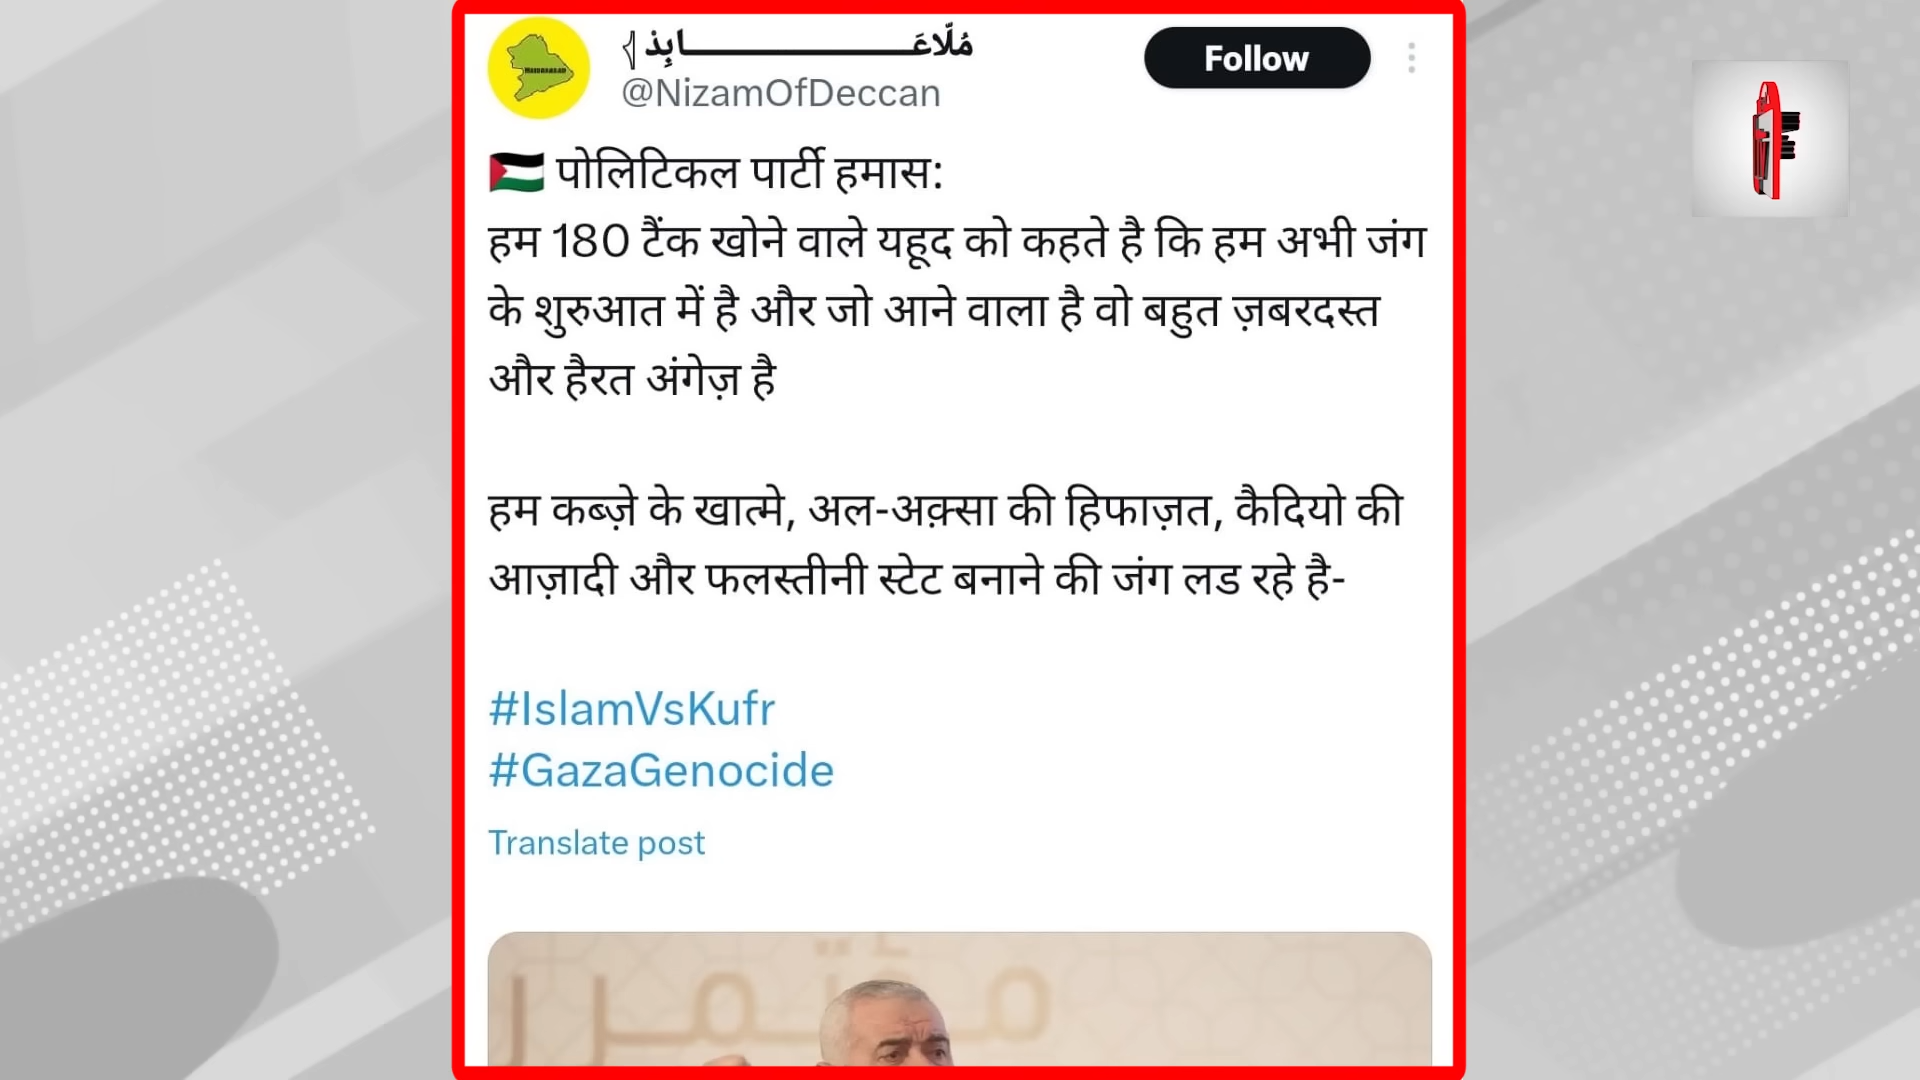 مُلّاعَـــــــــــــابِذ
Follow
@NizamOfDeccan
पोलिटिकल पार्टी हमास:
हम 180 टैंक खोने वाले यहूद को कहते है कि हम अभी जंग
के शुरुआत में है और जो आने वाला है वो बहुत ज़बरदस्त
और हैरत अंगेज़ है
हम कब्ज़े के खात्मे, अल-अक़्सा की हिफाज़त, कैदियो की
आज़ादी और फलस्तीनी स्टेट बनाने की जंग लड रहे है-
#IslamVsKufr
#GazaGenocide
Translate post
مؤتمر